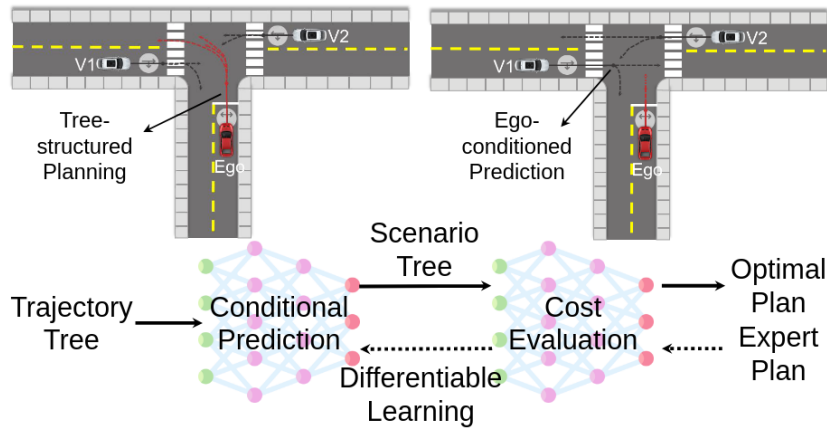 V2
V1
Tree-
structured
Planning
Ego
V2
V1
Ego-
conditioned
Prediction
Ego
Scenario
Tree
Trajectory
Tree
Conditional
Prediction
Cost
Evaluation
Optimal
Plan
Expert
Plan
Differentiable
Learning